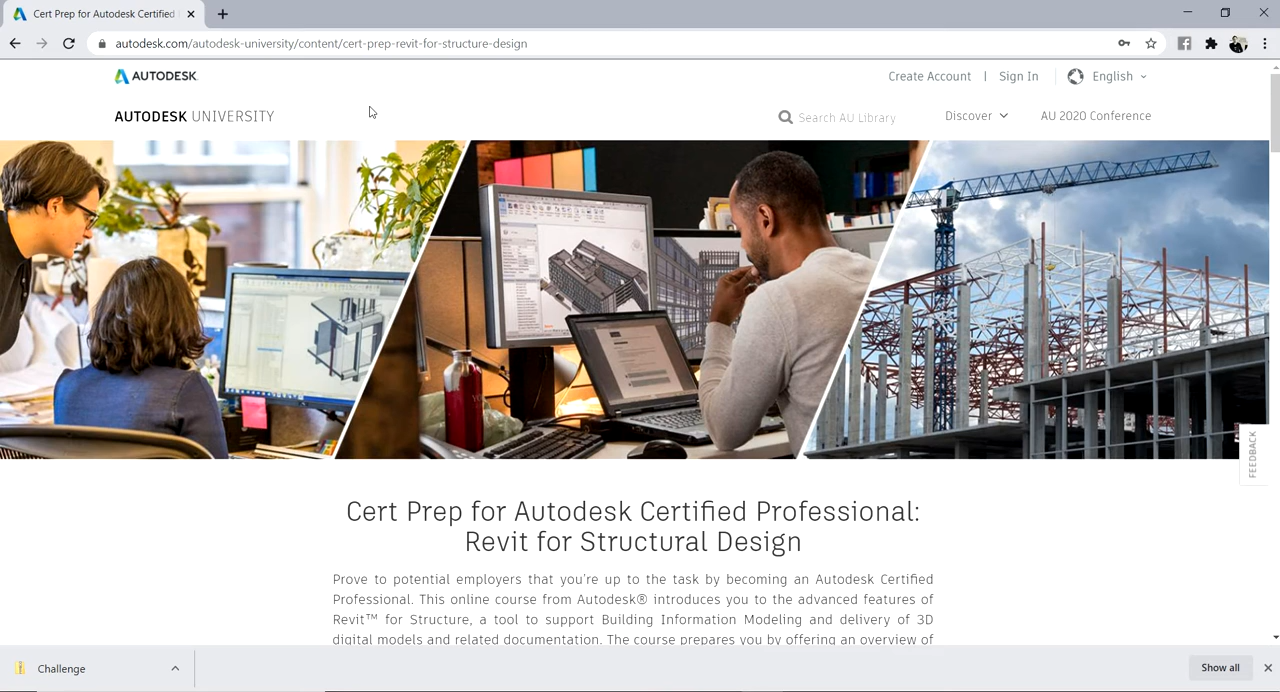 Cert Prep for Autodesk Certified
autodesk.com/autodesk-university/content/cert-prep-revit-for-structure-design
AUTODESK
Create Account | Sign In English
AUTODESK UNIVERSITY
Search AU Library
Discover
AU 2020 Conference
FEEDBACK
Cert Prep for Autodesk Certified Professional:
Revit for Structural Design
Prove to potential employers that you're up to the task by becoming an Autodesk Certified
Professional. This online course from Autodesk® introduces you to the advanced features of
Revit™ for Structure, a tool to support Building Information Modeling and delivery of 3D
digital models and related documentation. The course prepares you by offering an overview of
Challenge
Show all